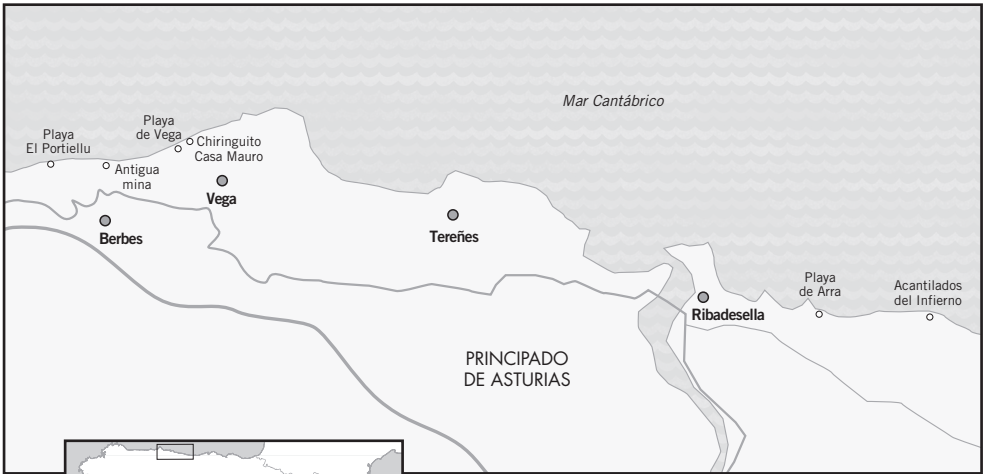 Mar Cantábrico
Playa
El Portiellu
Antigua
mina
Playa
de Vega
Chiringuito
Casa Mauro
Vega
Berbes
Tereñes
Ribadesella
Playa
de Arra
Acantilados
del Infierno
PRINCIPADO
DE ASTURIAS